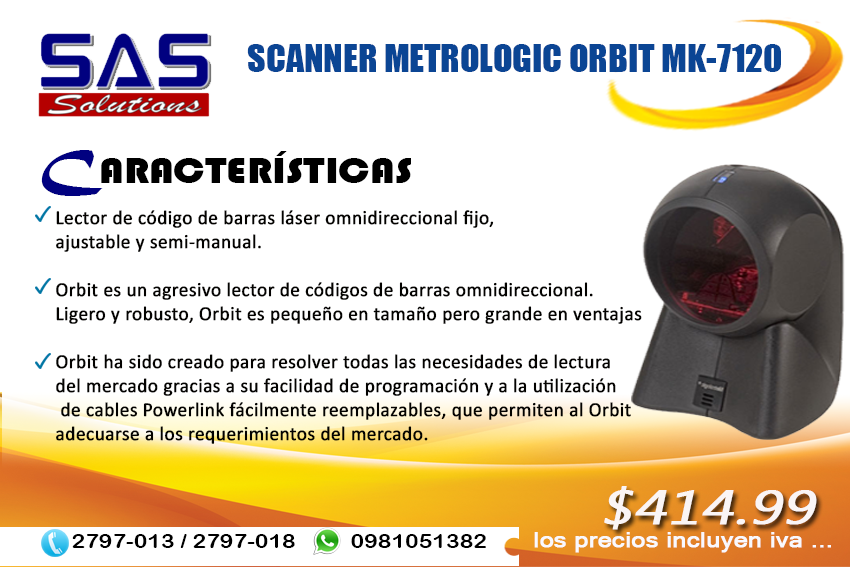 SAS
Solutions
SCANNER METROLOGIC ORBIT MK-7120
CARACTERÍSTICAS
Lector de código de barras láser omnidireccional fijo,
ajustable y semi-manual.
Orbit es un agresivo lector de códigos de barras omnidireccional.
Ligero y robusto, Orbit es pequeño en tamaño pero grande en ventajas
Orbit ha sido creado para resolver todas las necesidades de lectura
del mercado gracias a su facilidad de programación y a la utilización
de cables Powerlink fácilmente reemplazables, que permiten al Orbit
adecuarse a los requerimientos del mercado.
$414.99
los precios incluyen iva ...
2797-013 / 2797-018 0981051382